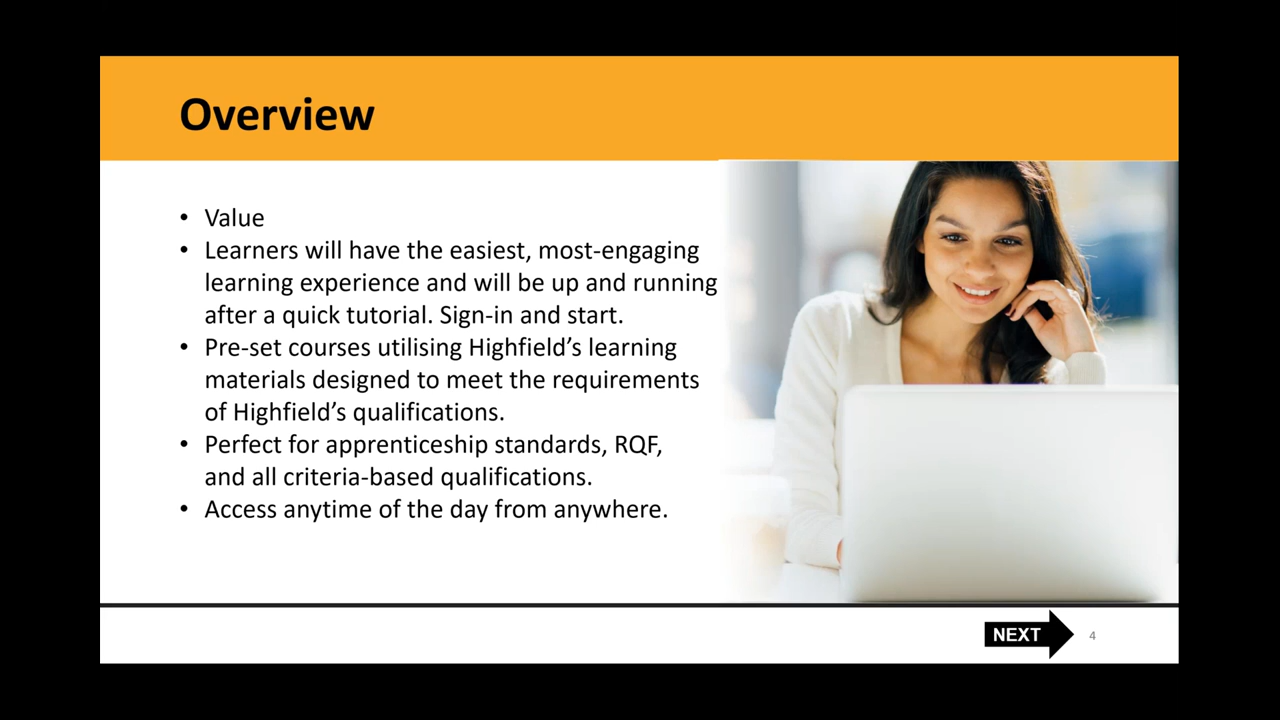 Overview
• Value
• Learners will have the easiest, most-engaging
learning experience and will be up and running
after a quick tutorial. Sign-in and start.
• Pre-set courses utilising Highfield’s learning
materials designed to meet the requirements
of Highfield’s qualifications.
• Perfect for apprenticeship standards, RQF,
and all criteria-based qualifications.
• Access anytime of the day from anywhere.
NEXT 4